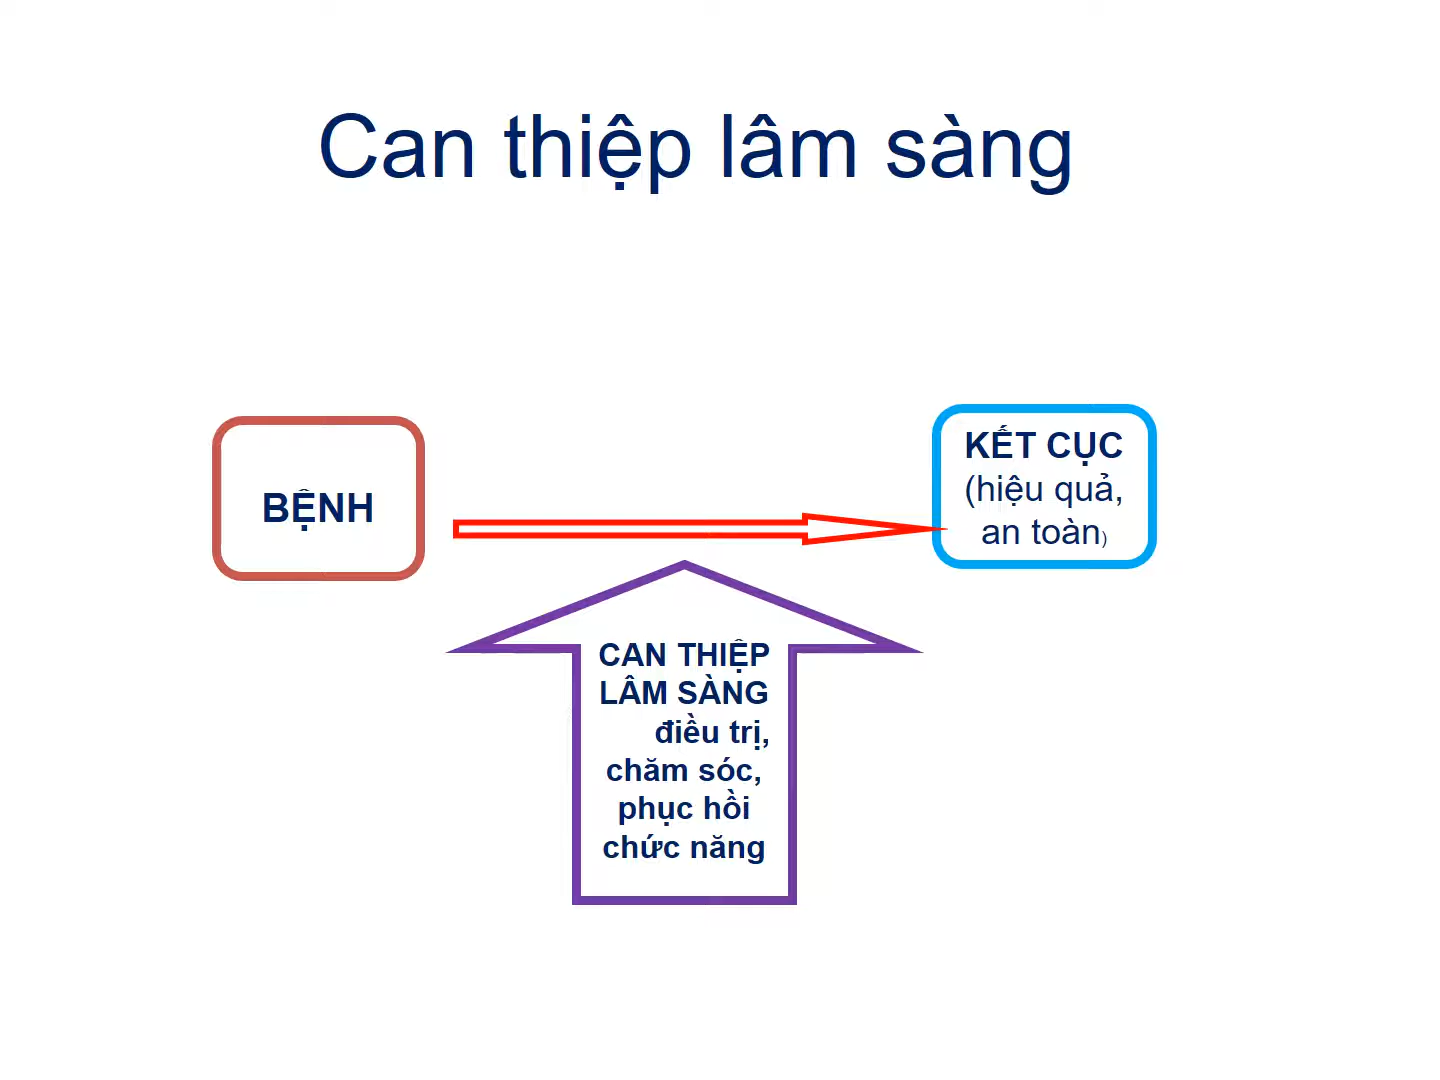 Can thiệp lâm sàng
BỆNH
KẾT CỤC
(hiệu quả,
an toàn)
CAN THIỆP
LÂM SÀNG
điều trị,
chăm sóc,
phục hồi
chức năng